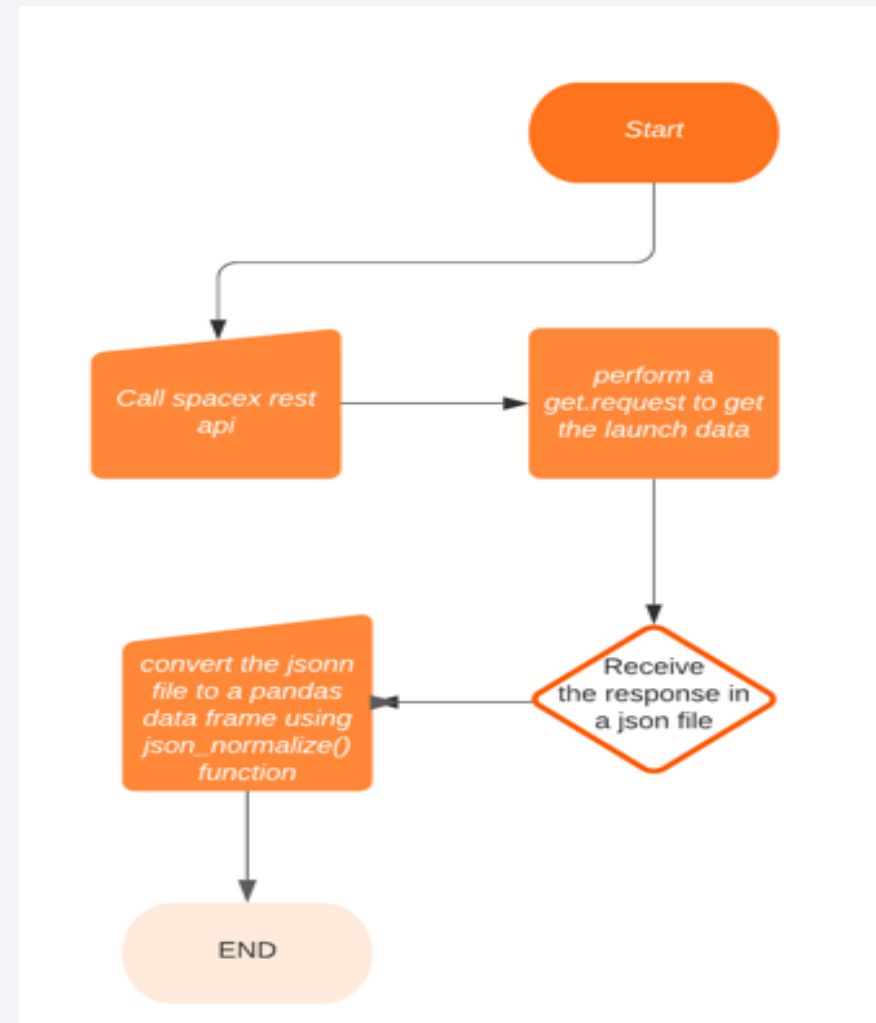 Start
Call spacex rest
api
perform a
get.request to get
the launch data
Receive
the response in
a json file
convert the jsonn
file to a pandas
data frame using
json_normalize()
function
END